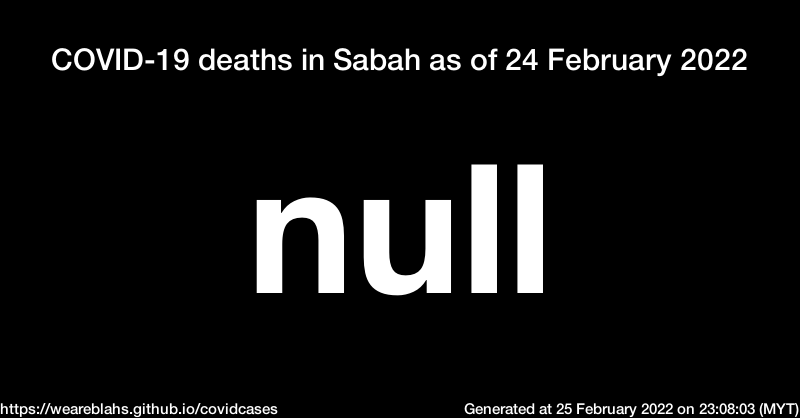 COVID-19 deaths in Sabah as of 24 February 2022
null
https://weareblahs.github.io/covidcases
Generated at 25 February 2022 on 23:08:03 (MYT)